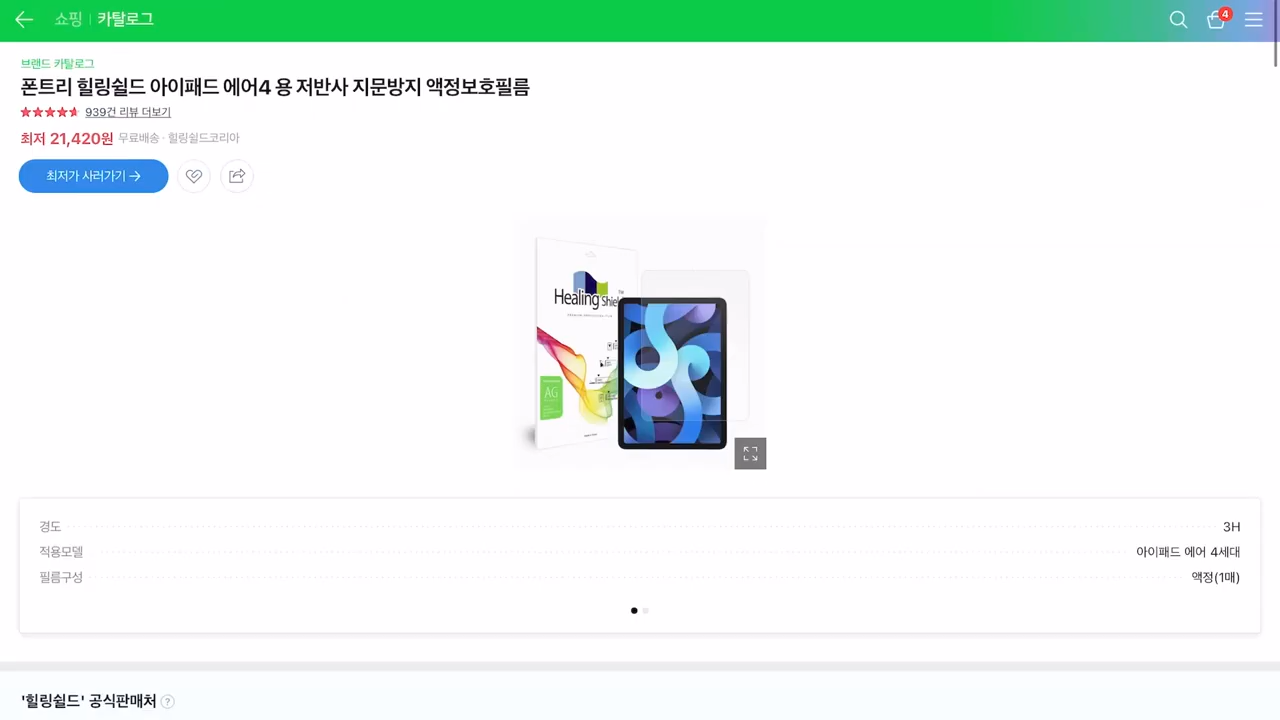 쇼핑 | 카탈로그
4
브랜드 카탈로그
폰트리 힐링쉴드 아이패드 에어4 용 저반사 지문방지 액정보호필름
939건 리뷰 더보기
최저 21,420원 무료배송 · 힐링쉴드코리아
최저가 사러가기
Healing Shield
AG
경도 3H
적용모델 아이패드 에어 4세대
필름구성 액정(1매)
'힐링쉴드' 공식판매처 ?